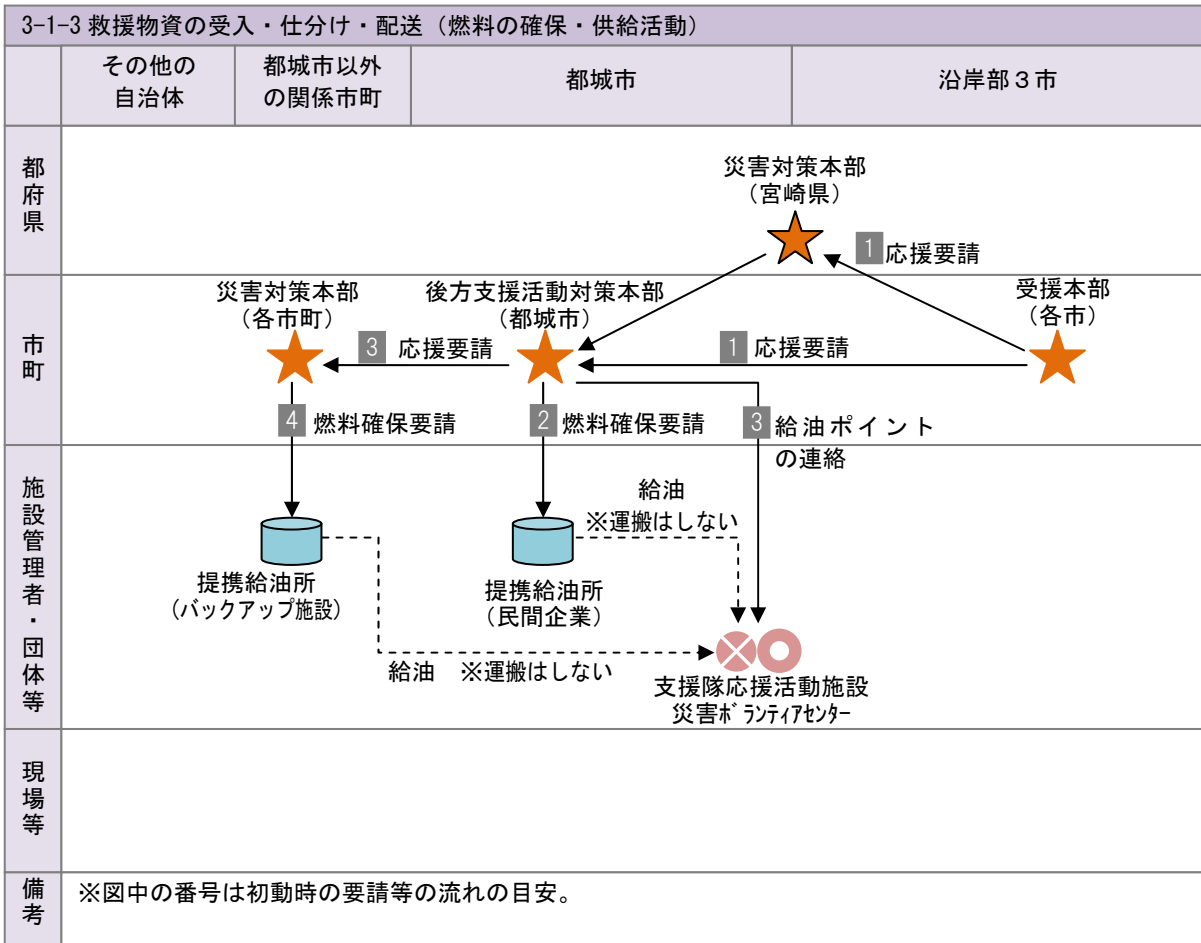 3-1-3 救援物資の受入・仕分け・配送（燃料の確保・供給活動）
その他の
自治体
都城市以外
の関係市町
都城市
沿岸部３市
都府県
災害対策本部
（宮崎県）
1 応援要請
市町
災害対策本部
（各市町）
後方支援活動対策本部
（都城市）
受援本部
（各市）
3 応援要請
1 応援要請
4 燃料確保要請
2 燃料確保要請
3 給油ポイント
の連絡
施設管理者・団体等
給油
※運搬はしない
提携給油所
（バックアップ施設）
提携給油所
（民間企業）
給油　※運搬はしない
支援隊応援活動施設
災害ﾎﾞﾗﾝﾃｨｱｾﾝﾀｰ
現場等
備考
※図中の番号は初動時の要請等の流れの目安。